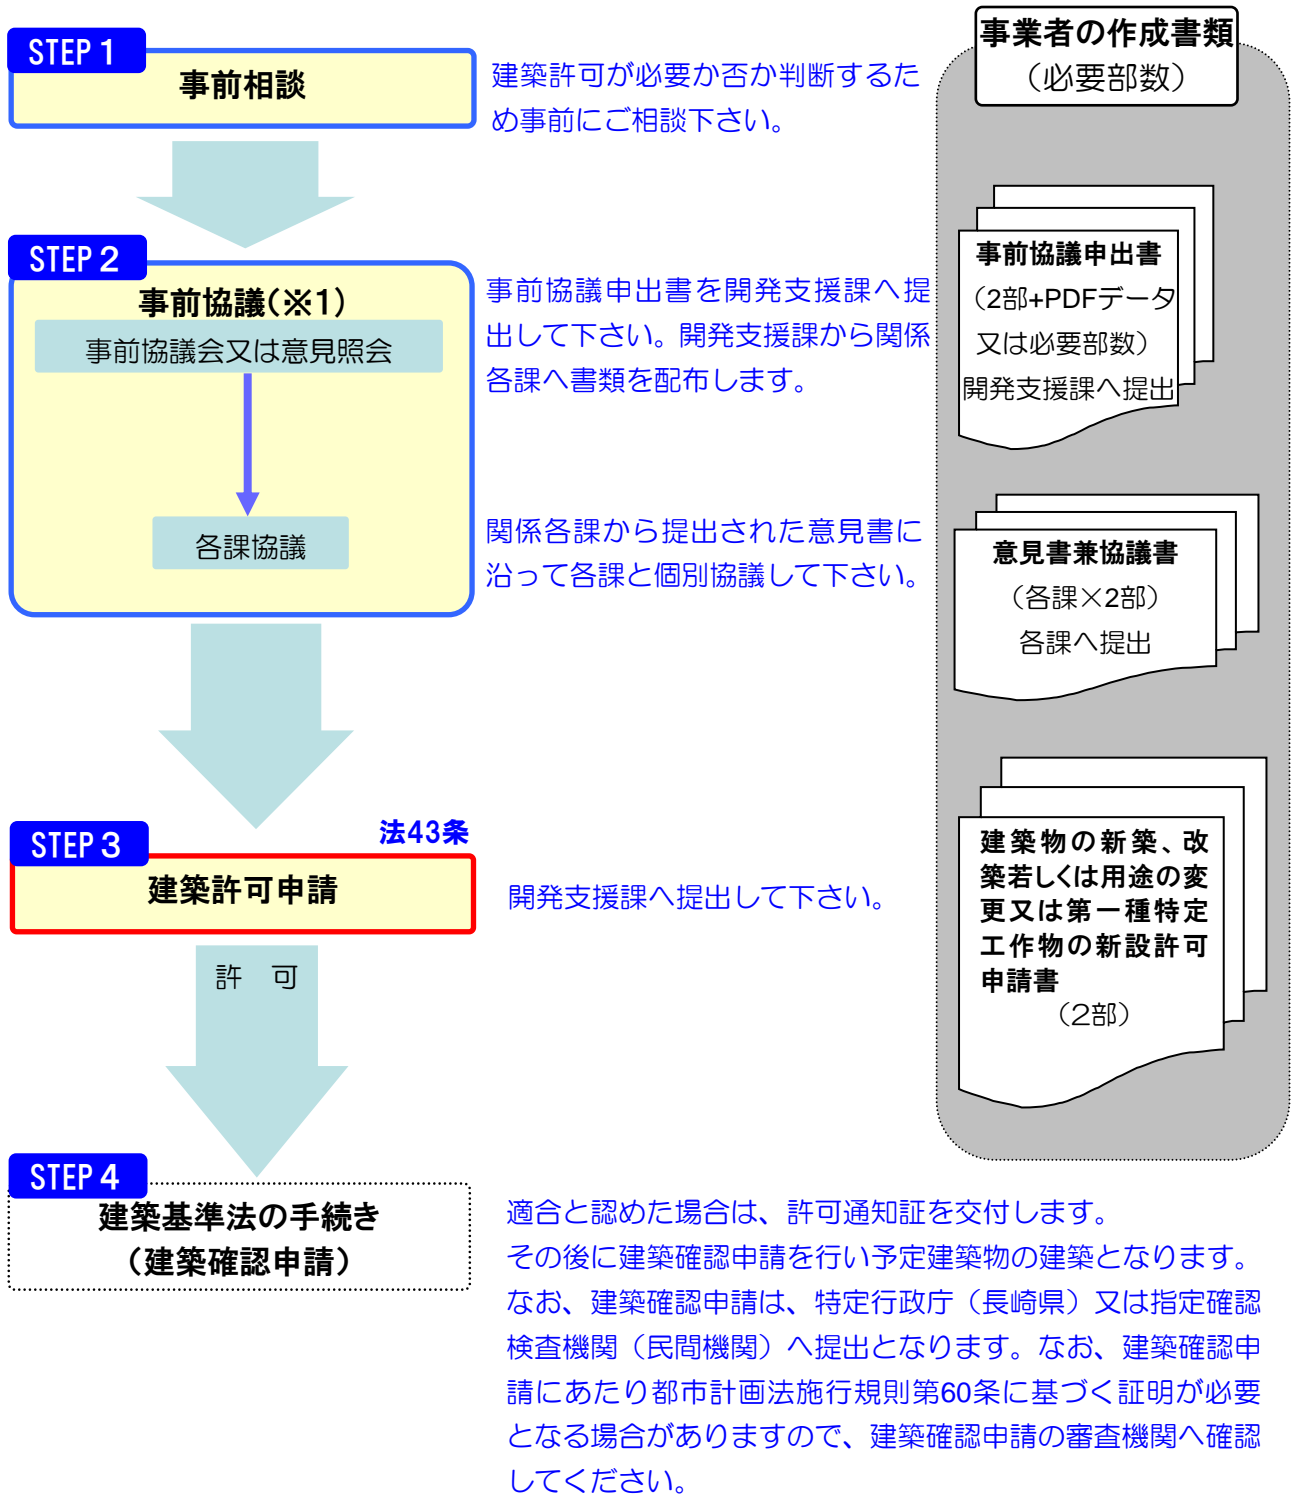 STEP 1
事前相談
建築許可が必要か否か判断するた
め事前にご相談下さい。
事業者の作成書類
（必要部数）
STEP 2
事前協議（※1）
事前協議会又は意見照会
各課協議
事前協議申出書を開発支援課へ提
出して下さい。開発支援課から関係
各課へ書類を配布します。
事前協議申出書
（2部+PDFデータ
又は必要部数）
開発支援課へ提出
関係各課から提出された意見書に
沿って各課と個別協議して下さい。
意見書兼協議書
（各課×2部）
各課へ提出
STEP 3
法43条
建築許可申請
開発支援課へ提出して下さい。
建築物の新築、改
築若しくは用途の変
更又は第一種特定
工作物の新設許可
申請書
（2部）
許　可
STEP 4
建築基準法の手続き
（建築確認申請）
適合と認めた場合は、許可通知証を交付します。
その後に建築確認申請を行い予定建築物の建築となります。
なお、建築確認申請は、特定行政庁（長崎県）又は指定確認
検査機関（民間機関）へ提出となります。なお、建築確認申
請にあたり都市計画法施行規則第60条に基づく証明が必要
となる場合がありますので、建築確認申請の審査機関へ確認
してください。